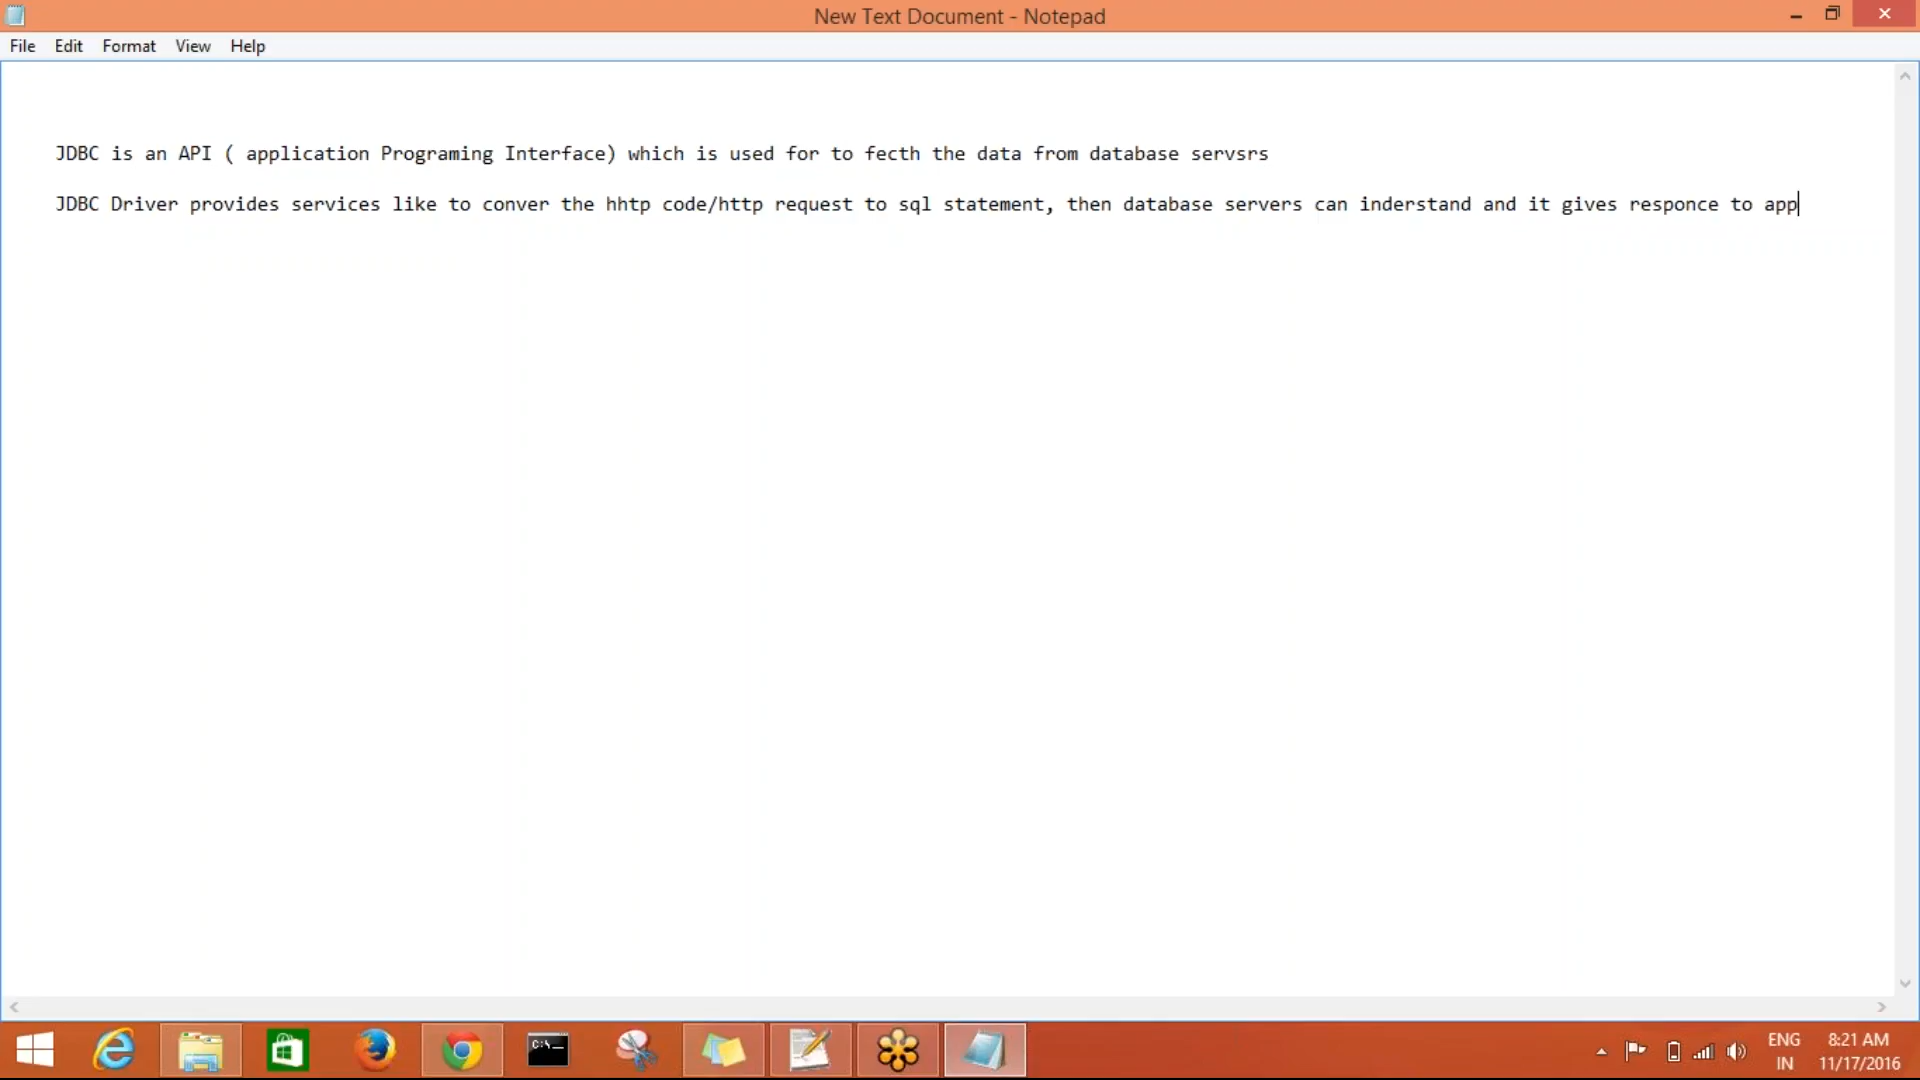 New Text Document - Notepad
File Edit Format View Help
JDBC is an API ( application Programing Interface) which is used for to fecth the data from database servsrs
JDBC Driver provides services like to conver the hhtp code/http request to sql statement, then database servers can inderstand and it gives responce to app
C:\_
ENG 8:21 AM
IN 11/17/2016